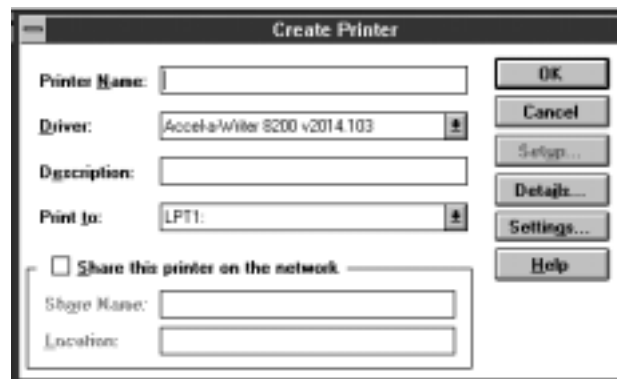 Create Printer
Printer Name:
OK
Driver:
Accel-a-Writer 8200 v2014.103
Cancel
Setup...
Description:
Details...
Print to:
LPT1:
Settings...
Share this printer on the network
Help
Share Name:
Location: